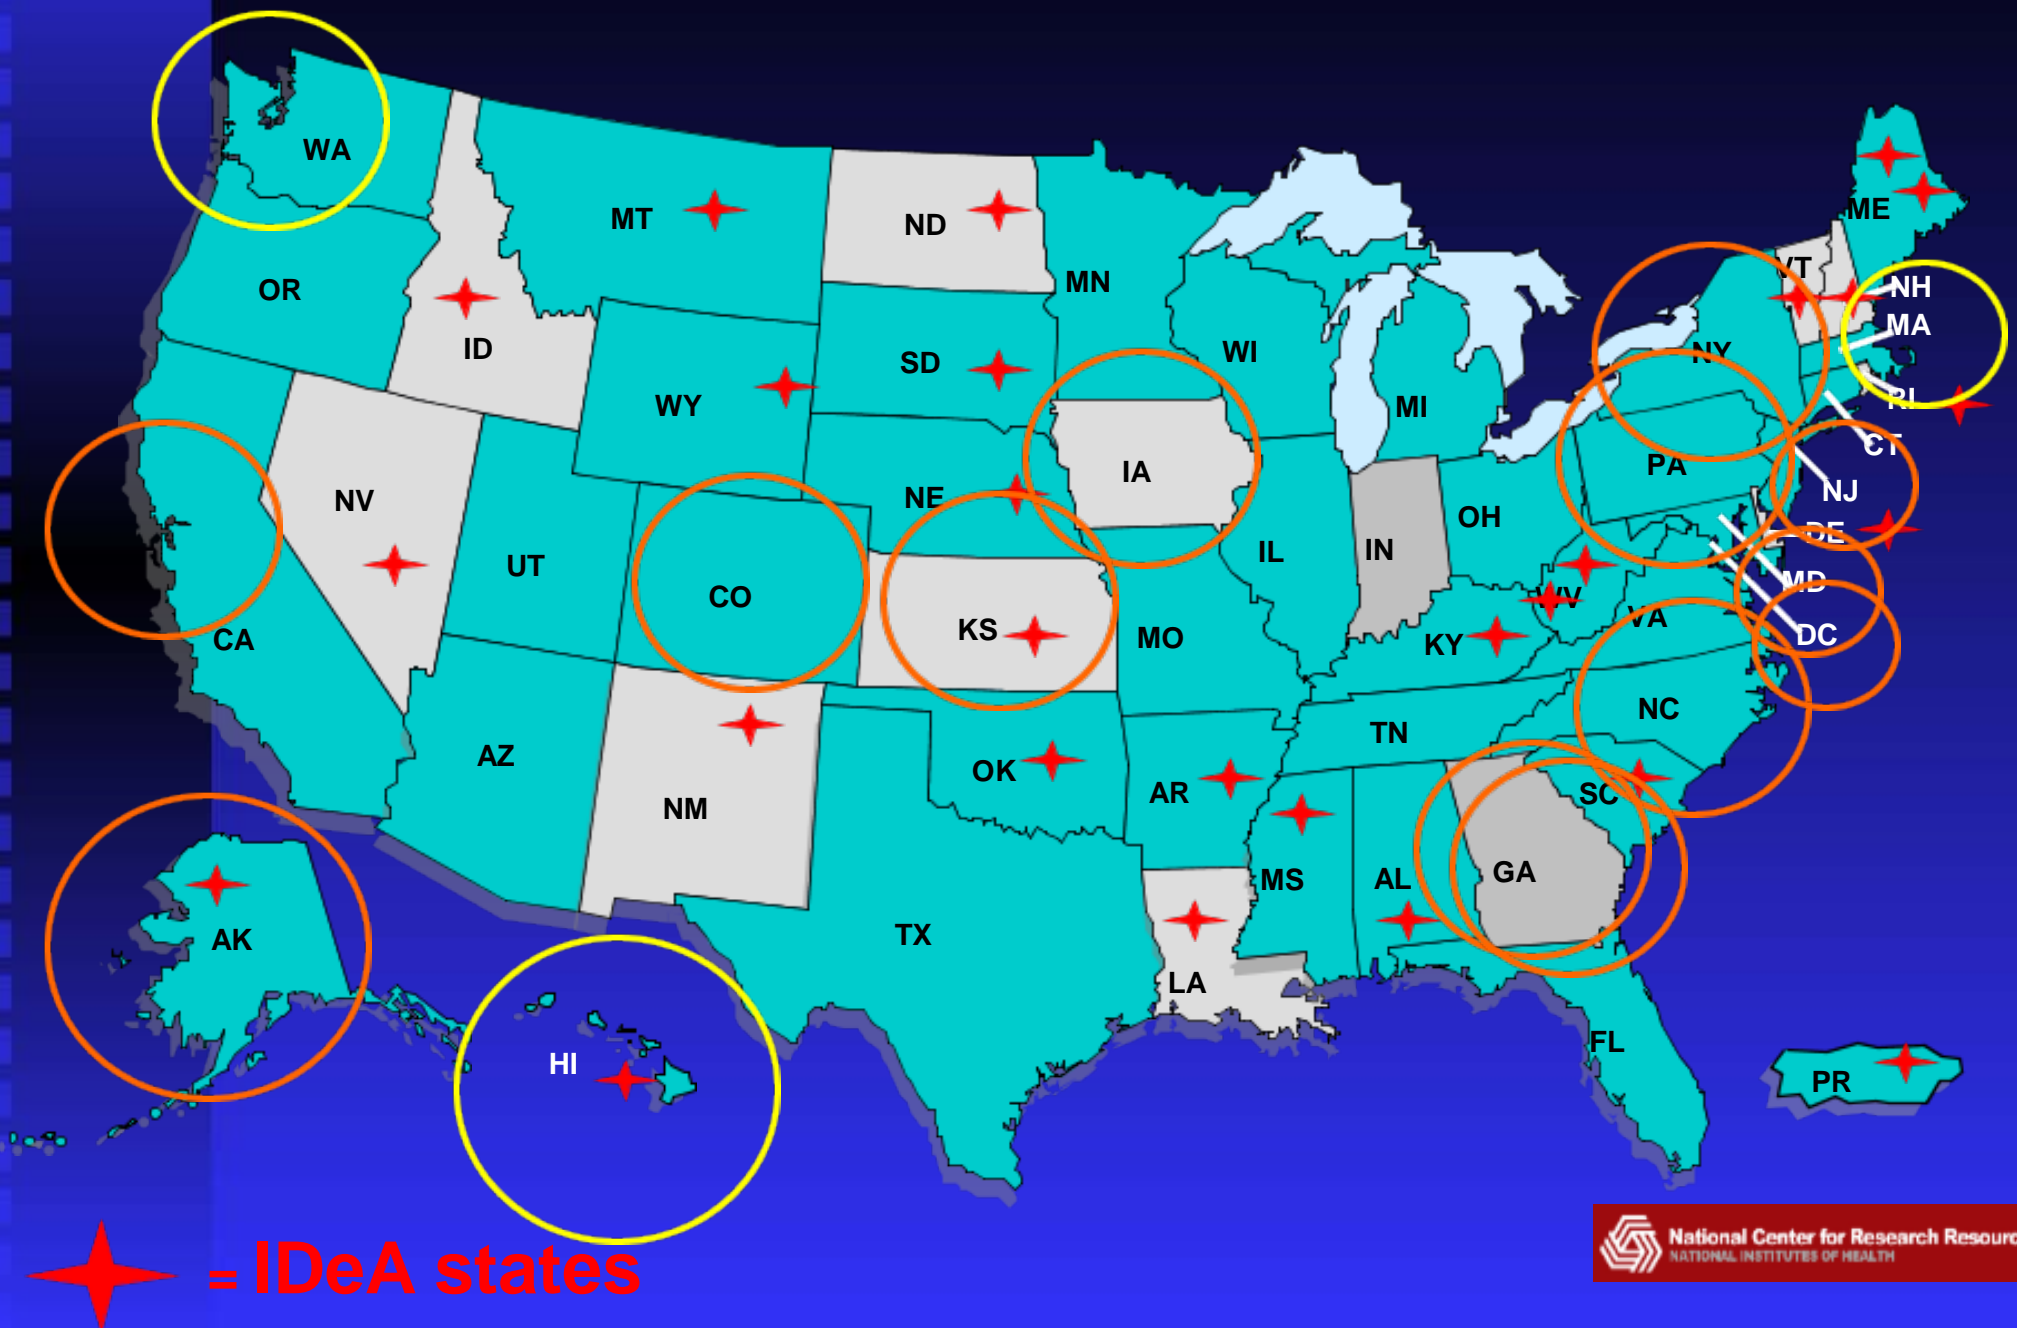 WA
MT
ND
ME
OR
MN
VT
NH
ID
SD
WI
MA
NY
WY
MI
RI
CT
NV
NE
IA
PA
NJ
UT
CO
IL
IN
OH
DE
MD
WV
VA
DC
CA
KS
MO
KY
NC
AZ
OK
AR
TN
SC
NM
MS
AL
GA
AK
TX
LA
HI
FL
PR
= IDeA states
National Center for Research Resour
NATIONAL INSTITUTES OF HEALTH